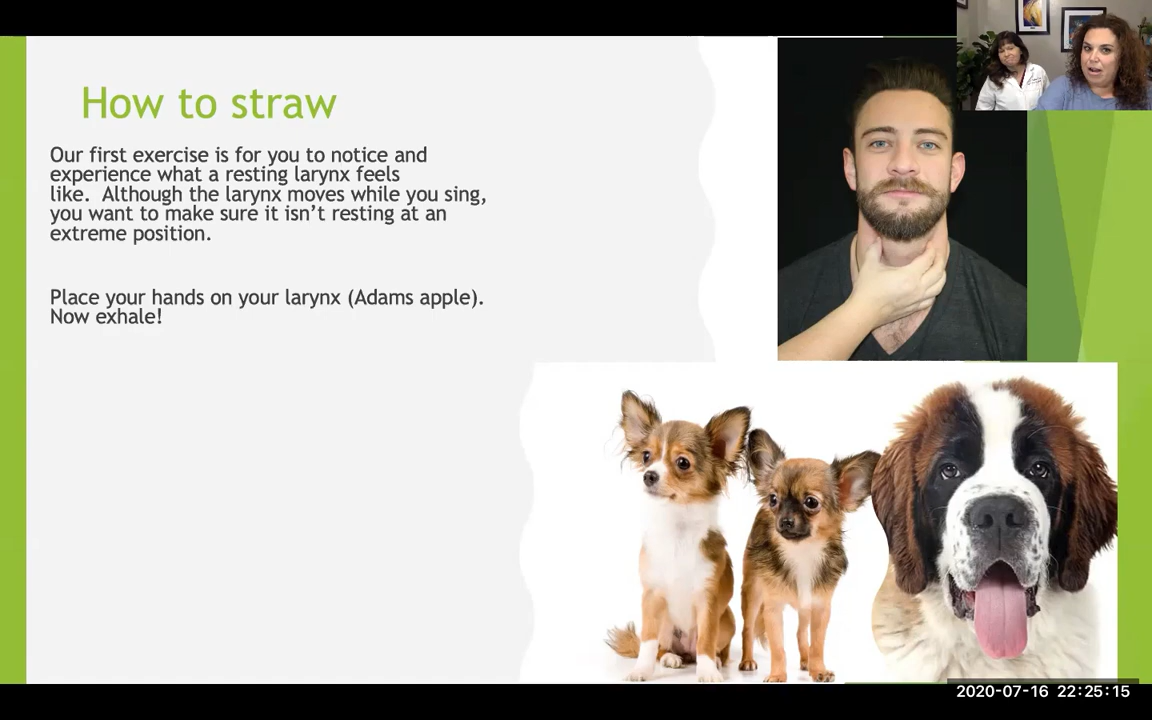 How to straw
Our first exercise is for you to notice and
experience what a resting larynx feels
like.  Although the larynx moves while you sing,
you want to make sure it isn’t resting at an
extreme position.
Place your hands on your larynx (Adams apple).
Now exhale!
2020-07-16 22:25:15